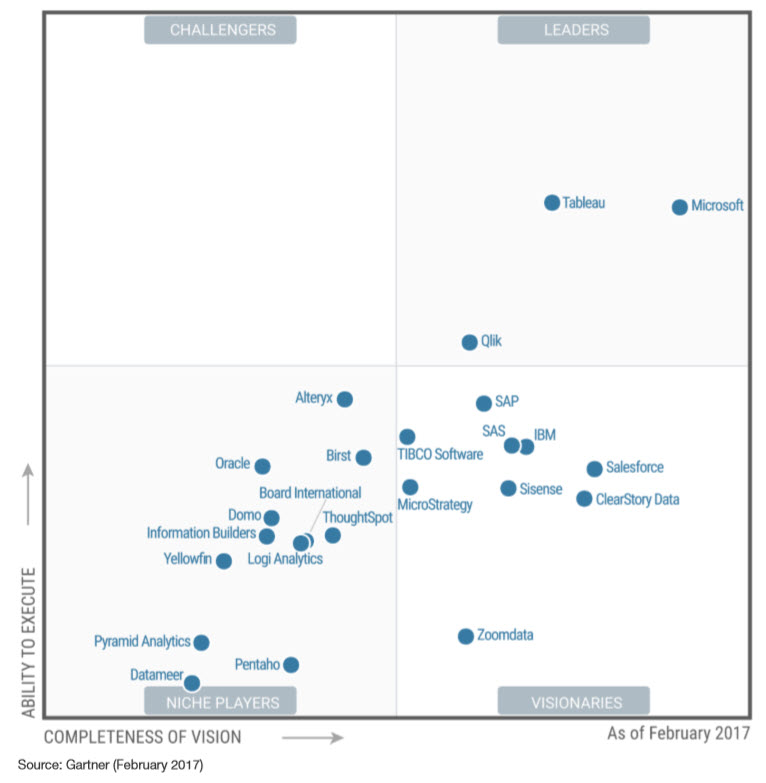 CHALLENGERS
LEADERS
Tableau
Microsoft
Qlik
Alteryx
SAP
SAS
IBM
TIBCO Software
Birst
Oracle
Salesforce
Board International
Sisense
ClearStory Data
MicroStrategy
Domo
ThoughtSpot
Information Builders
Yellowfin
Logi Analytics
Zoomdata
Pyramid Analytics
Pentaho
Datameer
NICHE PLAYERS
VISIONARIES
ABILITY TO EXECUTE
COMPLETENESS OF VISION
As of February 2017
Source: Gartner (February 2017)